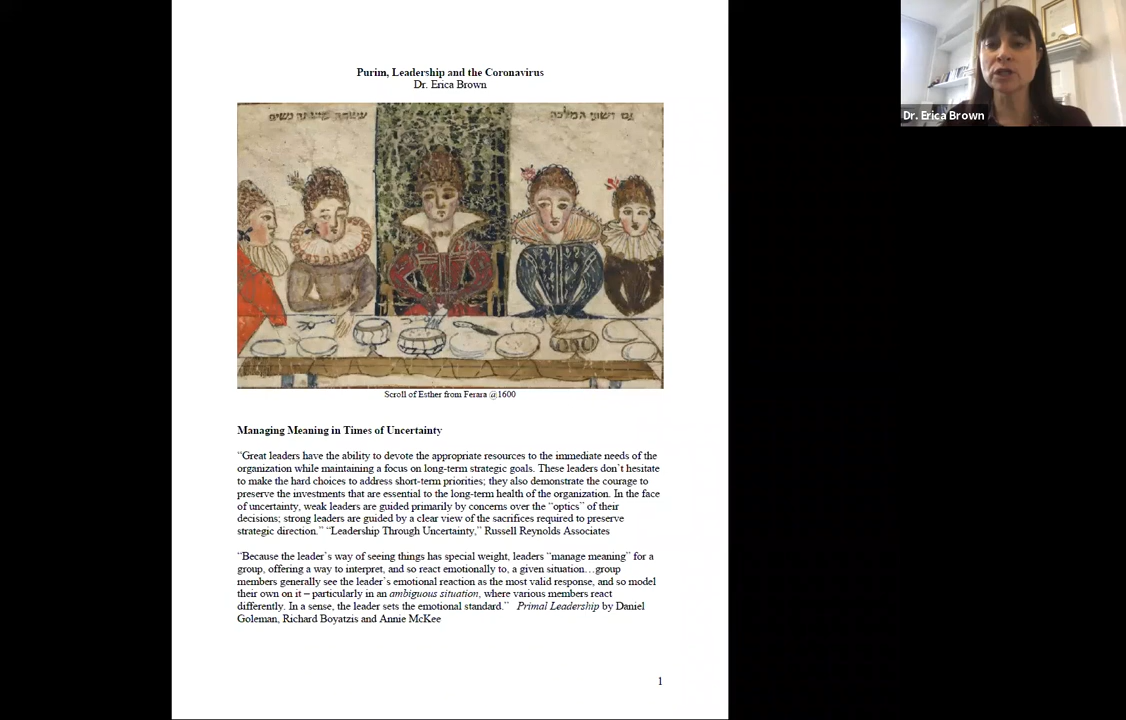 Purim, Leadership and the Coronavirus
Dr. Erica Brown
Scroll of Esther from Ferara @1600
Managing Meaning in Times of Uncertainty
“Great leaders have the ability to devote the appropriate resources to the immediate needs of the
organization while maintaining a focus on long-term strategic goals. These leaders don’t hesitate
to make the hard choices to address short-term priorities; they also demonstrate the courage to
preserve the investments that are essential to the long-term health of the organization. In the face
of uncertainty, weak leaders are guided primarily by concerns over the “optics” of their
decisions; strong leaders are guided by a clear view of the sacrifices required to preserve
strategic direction.” “Leadership Through Uncertainty,” Russell Reynolds Associates
“Because the leader’s way of seeing things has special weight, leaders “manage meaning” for a
group, offering a way to interpret, and so react emotionally to, a given situation…group
members generally see the leader’s emotional reaction as the most valid response, and so model
their own on it – particularly in an ambiguous situation, where various members react
differently. In a sense, the leader sets the emotional standard.” Primal Leadership by Daniel
Goleman, Richard Boyatzis and Annie McKee
1
Dr. Erica Brown